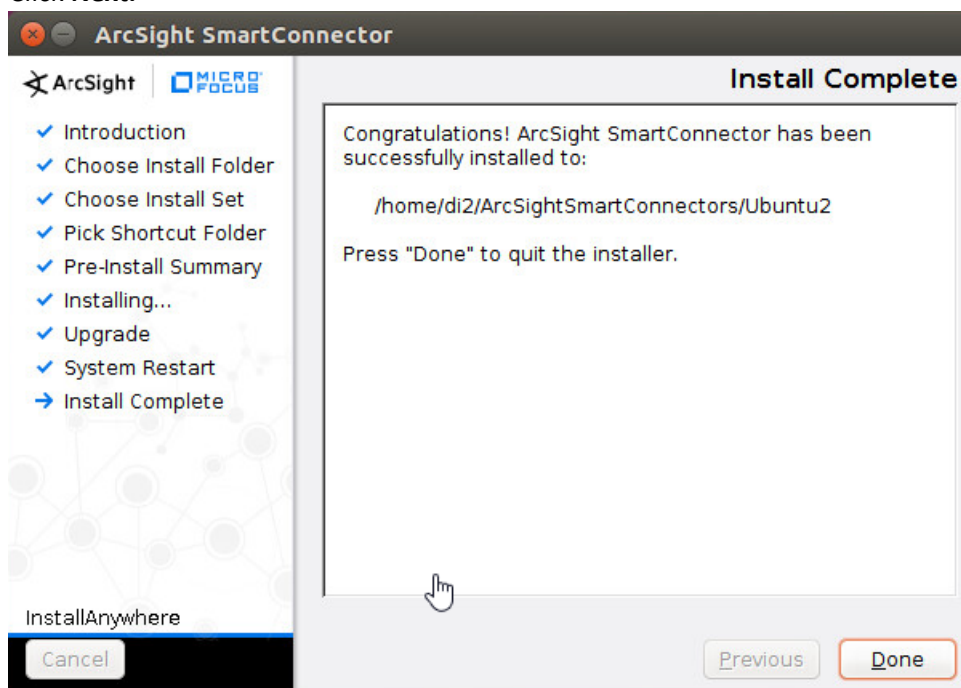 Click Next.
ArcSight SmartConnector
ArcSight
MICRO FOCUS
Install Complete
Introduction
Choose Install Folder
Choose Install Set
Pick Shortcut Folder
Pre-Install Summary
Installing...
Upgrade
System Restart
Install Complete
Congratulations! ArcSight SmartConnector has been
successfully installed to:
/home/di2/ArcSightSmartConnectors/Ubuntu2
Press "Done" to quit the installer.
InstallAnywhere
Cancel
Previous
Done